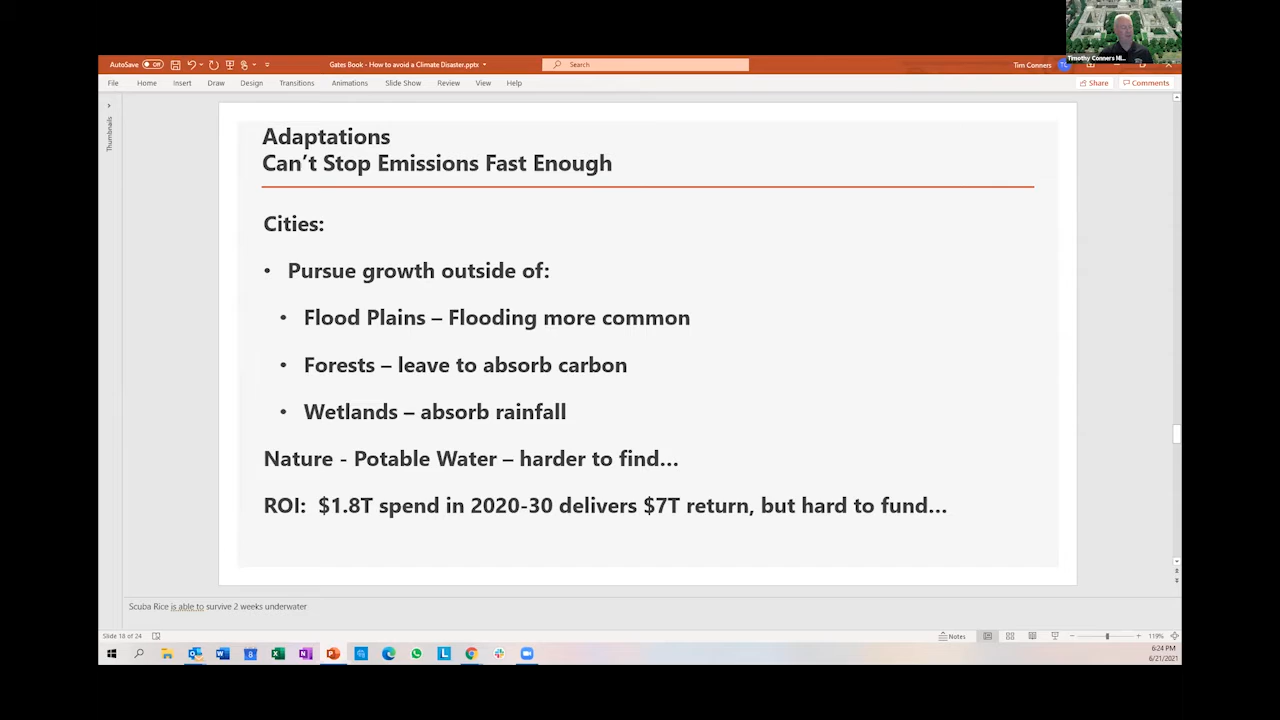 AutoSave Off
Gates Book - How to avoid a Climate Disaster.pptx
Search
Tim Conners
Timothy Conners
File Home Insert Draw Design Transitions Animations Slide Show Review View Help
Share Comments
Thumbnails
Adaptations
Can't Stop Emissions Fast Enough
Cities:
• Pursue growth outside of:
• Flood Plains – Flooding more common
• Forests – leave to absorb carbon
• Wetlands – absorb rainfall
Nature - Potable Water – harder to find…
ROI: $1.8T spend in 2020-30 delivers $7T return, but hard to fund…
Scuba Rice is able to survive 2 weeks underwater
Slide 18 of 24
Notes
119%
6:24 PM
6/21/2021